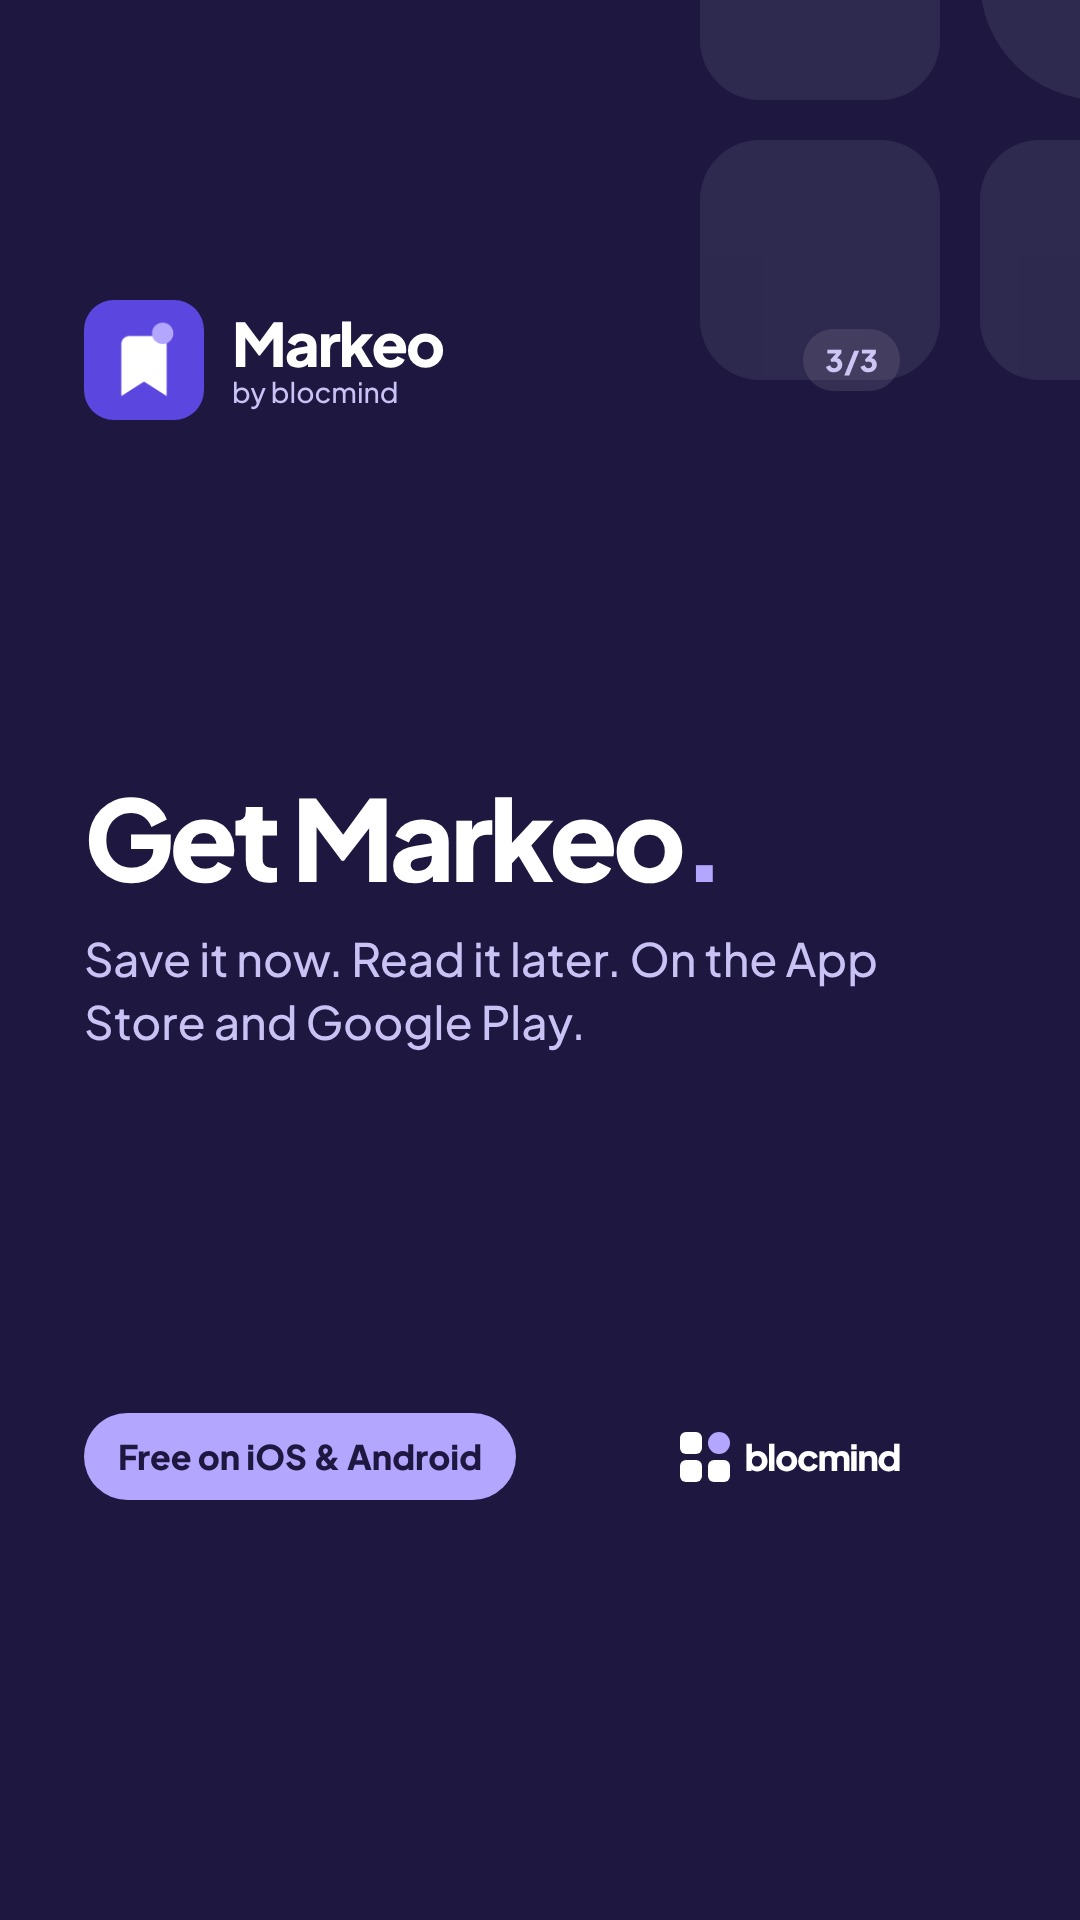 Markeo
by blocmind
3/3
Get Markeo.
Save it now. Read it later. On the App
Store and Google Play.
Free on iOS & Android
blocmind